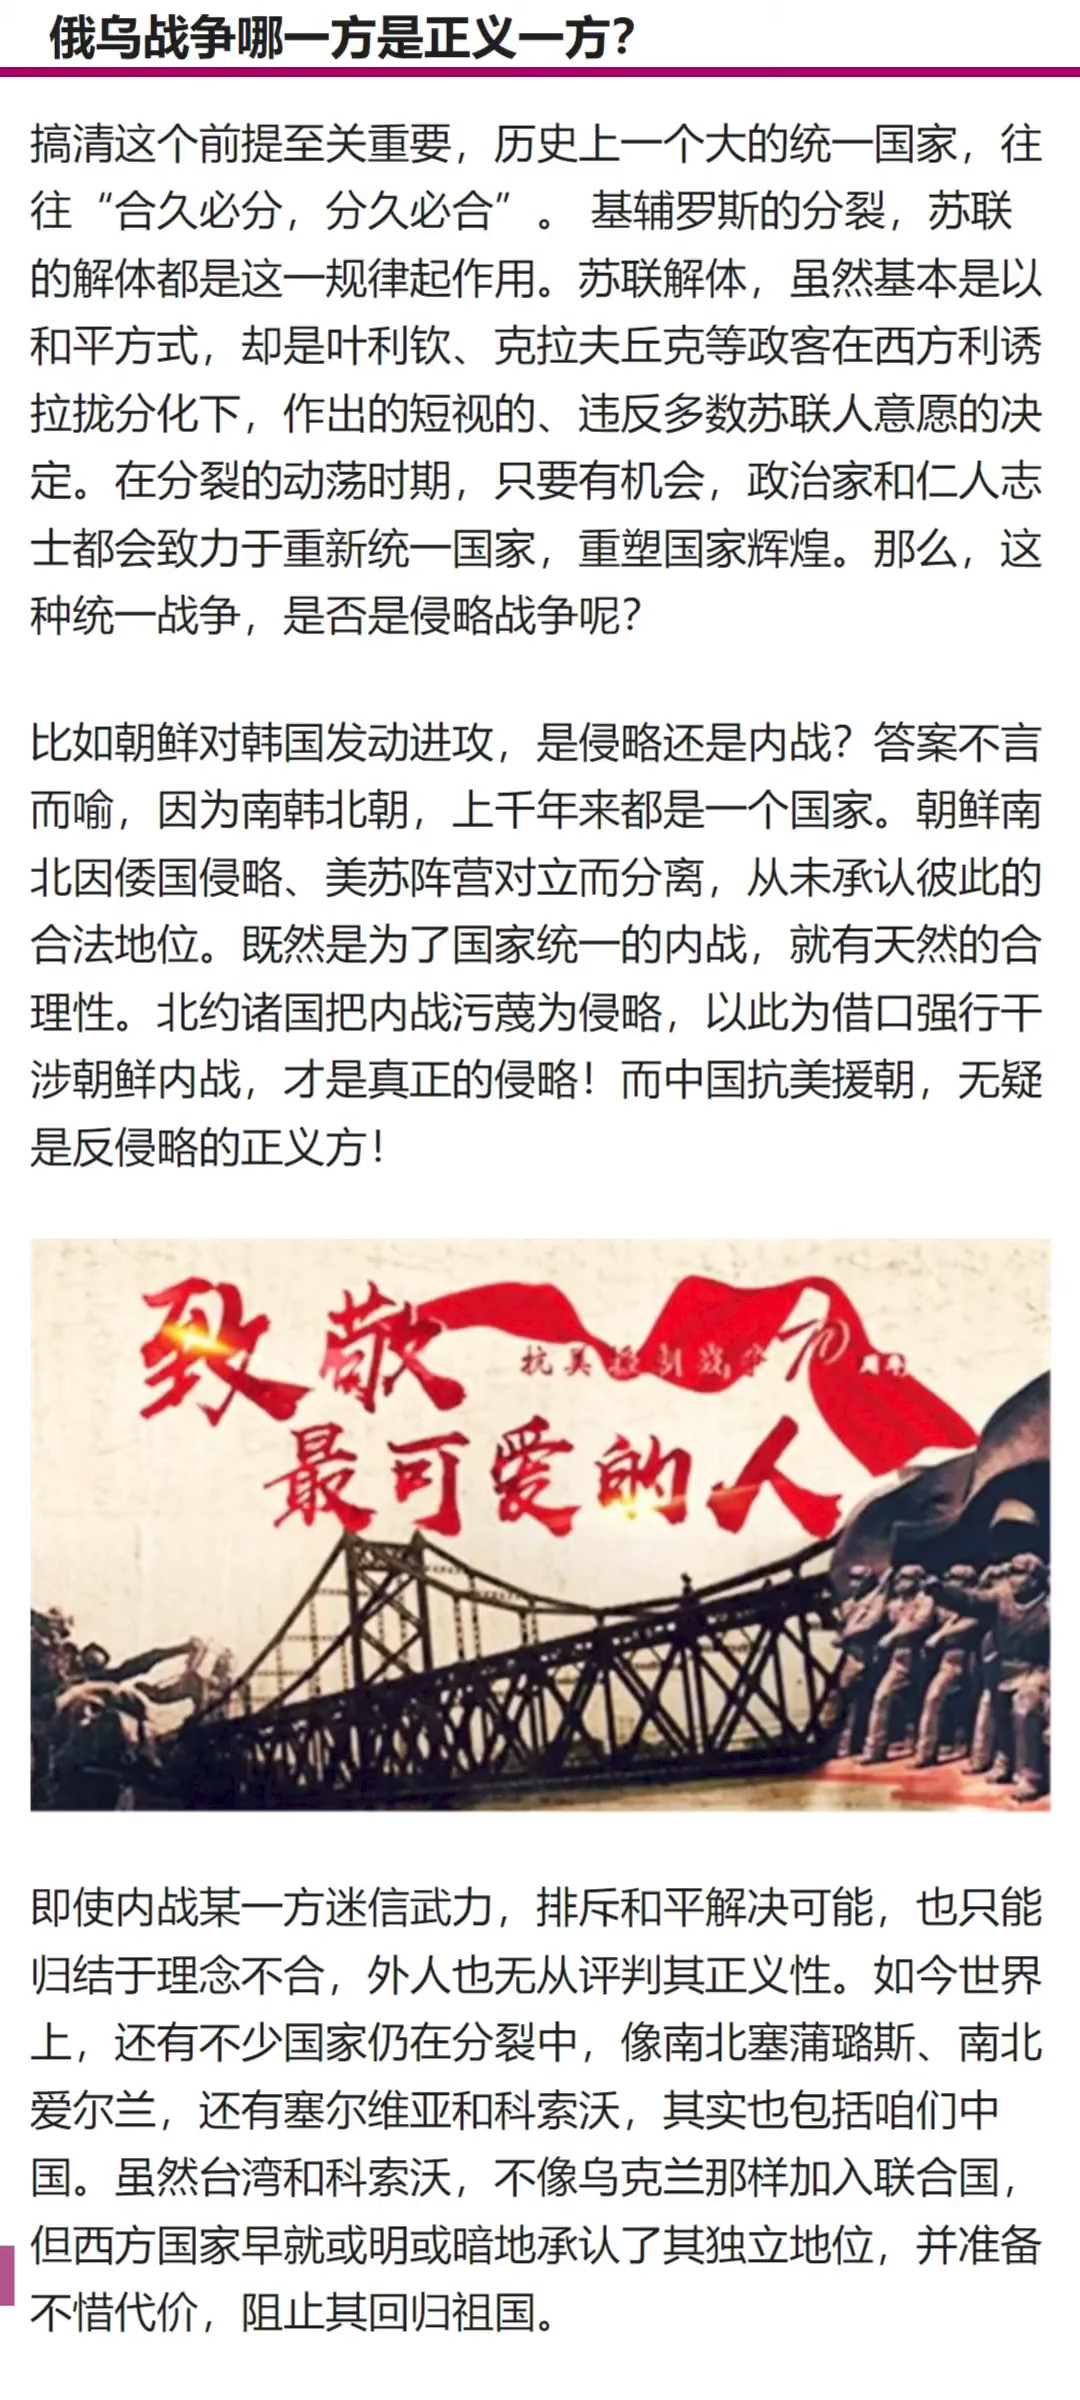 俄乌战争哪一方是正义一方？
搞清这个前提至关重要，历史上一个大的统一国家，往
往“合久必分，分久必合”。 基辅罗斯的分裂，苏联
的解体都是这一规律起作用。苏联解体，虽然基本是以
和平方式，却是叶利钦、克拉夫丘克等政客在西方利诱
拉拢分化下，作出的短视的、违反多数苏联人意愿的决
定。在分裂的动荡时期，只要有机会，政治家和仁人志
士都会致力于重新统一国家，重塑国家辉煌。那么，这
种统一战争，是否是侵略战争呢？
比如朝鲜对韩国发动进攻，是侵略还是内战？答案不言
而喻，因为南韩北朝，上千年来都是一个国家。朝鲜南
北因倭国侵略、美苏阵营对立而分离，从未承认彼此的
合法地位。既然是为了国家统一的内战，就有天然的合
理性。北约诸国把内战污蔑为侵略，以此为借口强行干
涉朝鲜内战，才是真正的侵略！而中国抗美援朝，无疑
是反侵略的正义方！
致敬
抗美援朝战争70周年
最可爱的人
即使内战某一方迷信武力，排斥和平解决可能，也只能
归结于理念不合，外人也无从评判其正义性。如今世界
上，还有不少国家仍在分裂中，像南北塞蒲璐斯、南北
爱尔兰，还有塞尔维亚和科索沃，其实也包括咱们中
国。虽然台湾和科索沃，不像乌克兰那样加入联合国，
但西方国家早就或明或暗地承认了其独立地位，并准备
不惜代价，阻止其回归祖国。